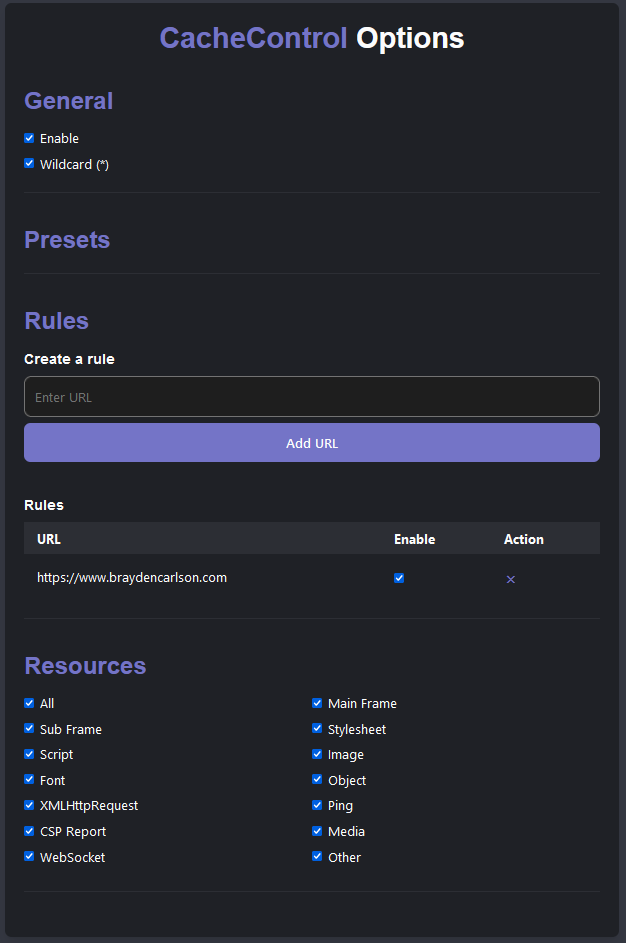 CacheControl Options
General
Enable
Wildcard (*)
Presets
Rules
Create a rule
Enter URL
Add URL
Rules
URL Enable Action
https://www.braydencarlson.com ×
Resources
All Main Frame
Sub Frame Stylesheet
Script Image
Font Object
XMLHttpRequest Ping
CSP Report Media
WebSocket Other